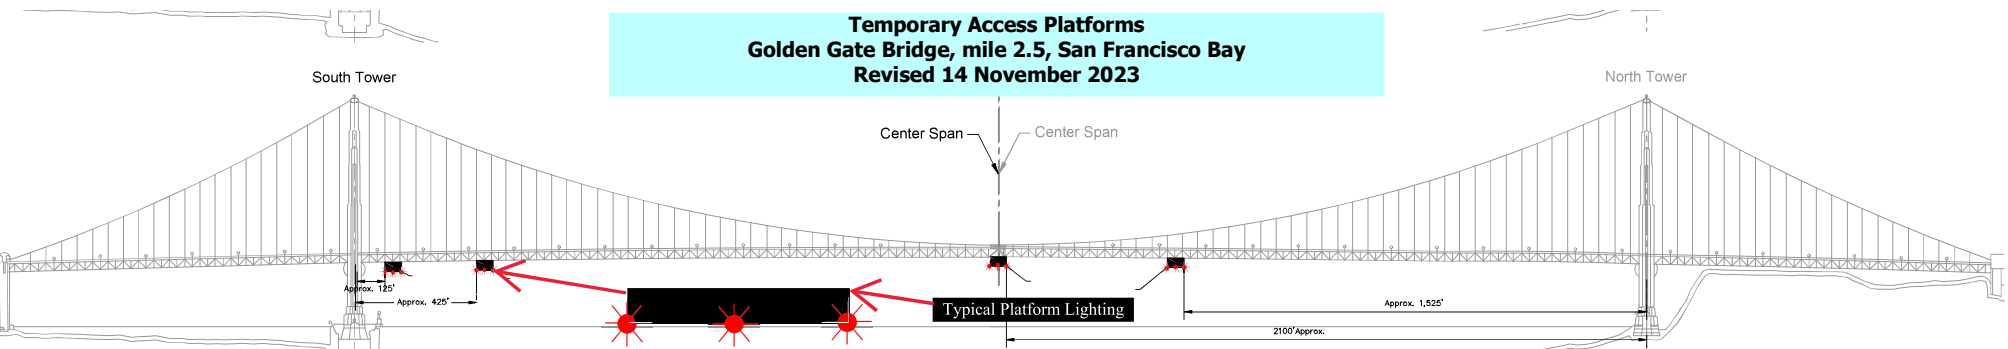 Temporary Access Platforms
Golden Gate Bridge, mile 2.5, San Francisco Bay
Revised 14 November 2023
South Tower
North Tower
Center Span
Center Span
Approx. 125'
Approx. 425'
Typical Platform Lighting
Approx. 1,525'
2100'Approx.